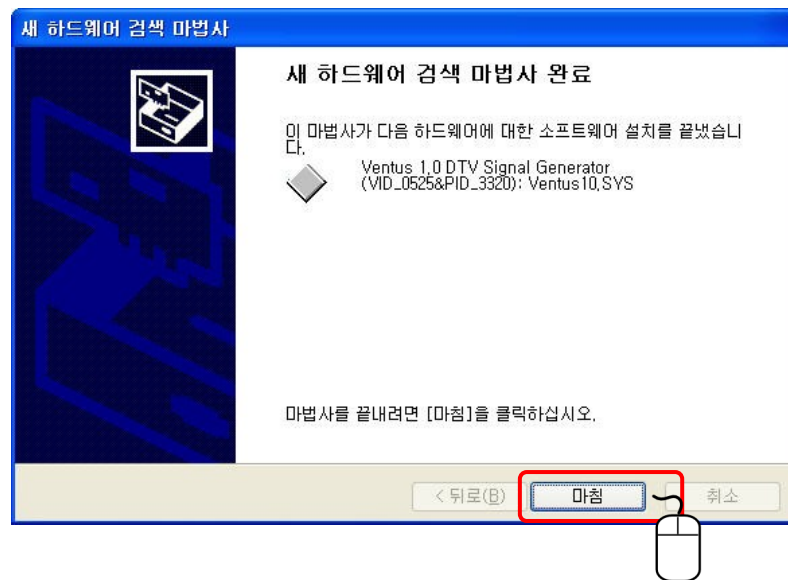 새 하드웨어 검색 마법사
새 하드웨어 검색 마법사 완료
이 마법사가 다음 하드웨어에 대한 소프트웨어 설치를 끝냈습니
다.
Ventus 1.0 DTV Signal Generator
(VID_0525&PID_3320): Ventus10.SYS
마법사를 끝내려면 [마침]을 클릭하십시오.
< 뒤로(B) 마침 취소